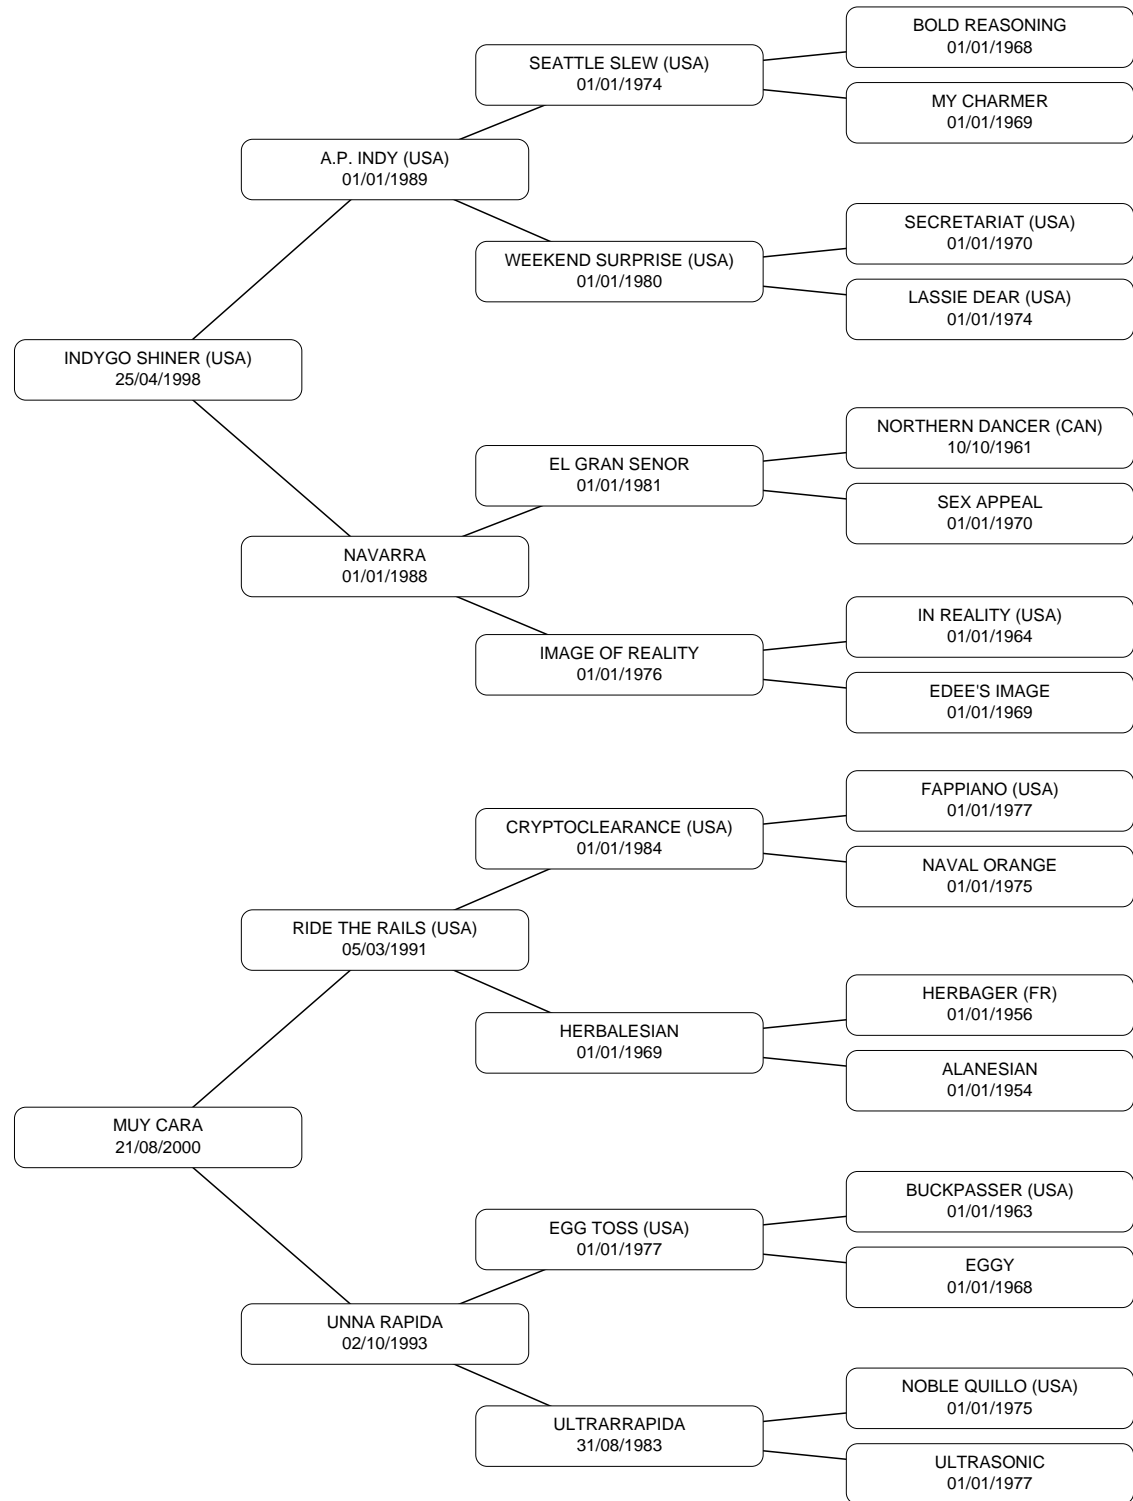 BOLD REASONING
01/01/1968
SEATTLE SLEW (USA)
01/01/1974
MY CHARMER
01/01/1969
A.P. INDY (USA)
01/01/1989
SECRETARIAT (USA)
01/01/1970
WEEKEND SURPRISE (USA)
01/01/1980
LASSIE DEAR (USA)
01/01/1974
INDYGO SHINER (USA)
25/04/1998
NORTHERN DANCER (CAN)
10/10/1961
EL GRAN SENOR
01/01/1981
SEX APPEAL
01/01/1970
NAVARRA
01/01/1988
IN REALITY (USA)
01/01/1964
IMAGE OF REALITY
01/01/1976
EDEE'S IMAGE
01/01/1969
FAPPIANO (USA)
01/01/1977
CRYPTOCLEARANCE (USA)
01/01/1984
NAVAL ORANGE
01/01/1975
RIDE THE RAILS (USA)
05/03/1991
HERBAGER (FR)
01/01/1956
HERBALESIAN
01/01/1969
ALANESIAN
01/01/1954
MUY CARA
21/08/2000
BUCKPASSER (USA)
01/01/1963
EGG TOSS (USA)
01/01/1977
EGGY
01/01/1968
UNNA RAPIDA
02/10/1993
NOBLE QUILLO (USA)
01/01/1975
ULTRARRAPIDA
31/08/1983
ULTRASONIC
01/01/1977